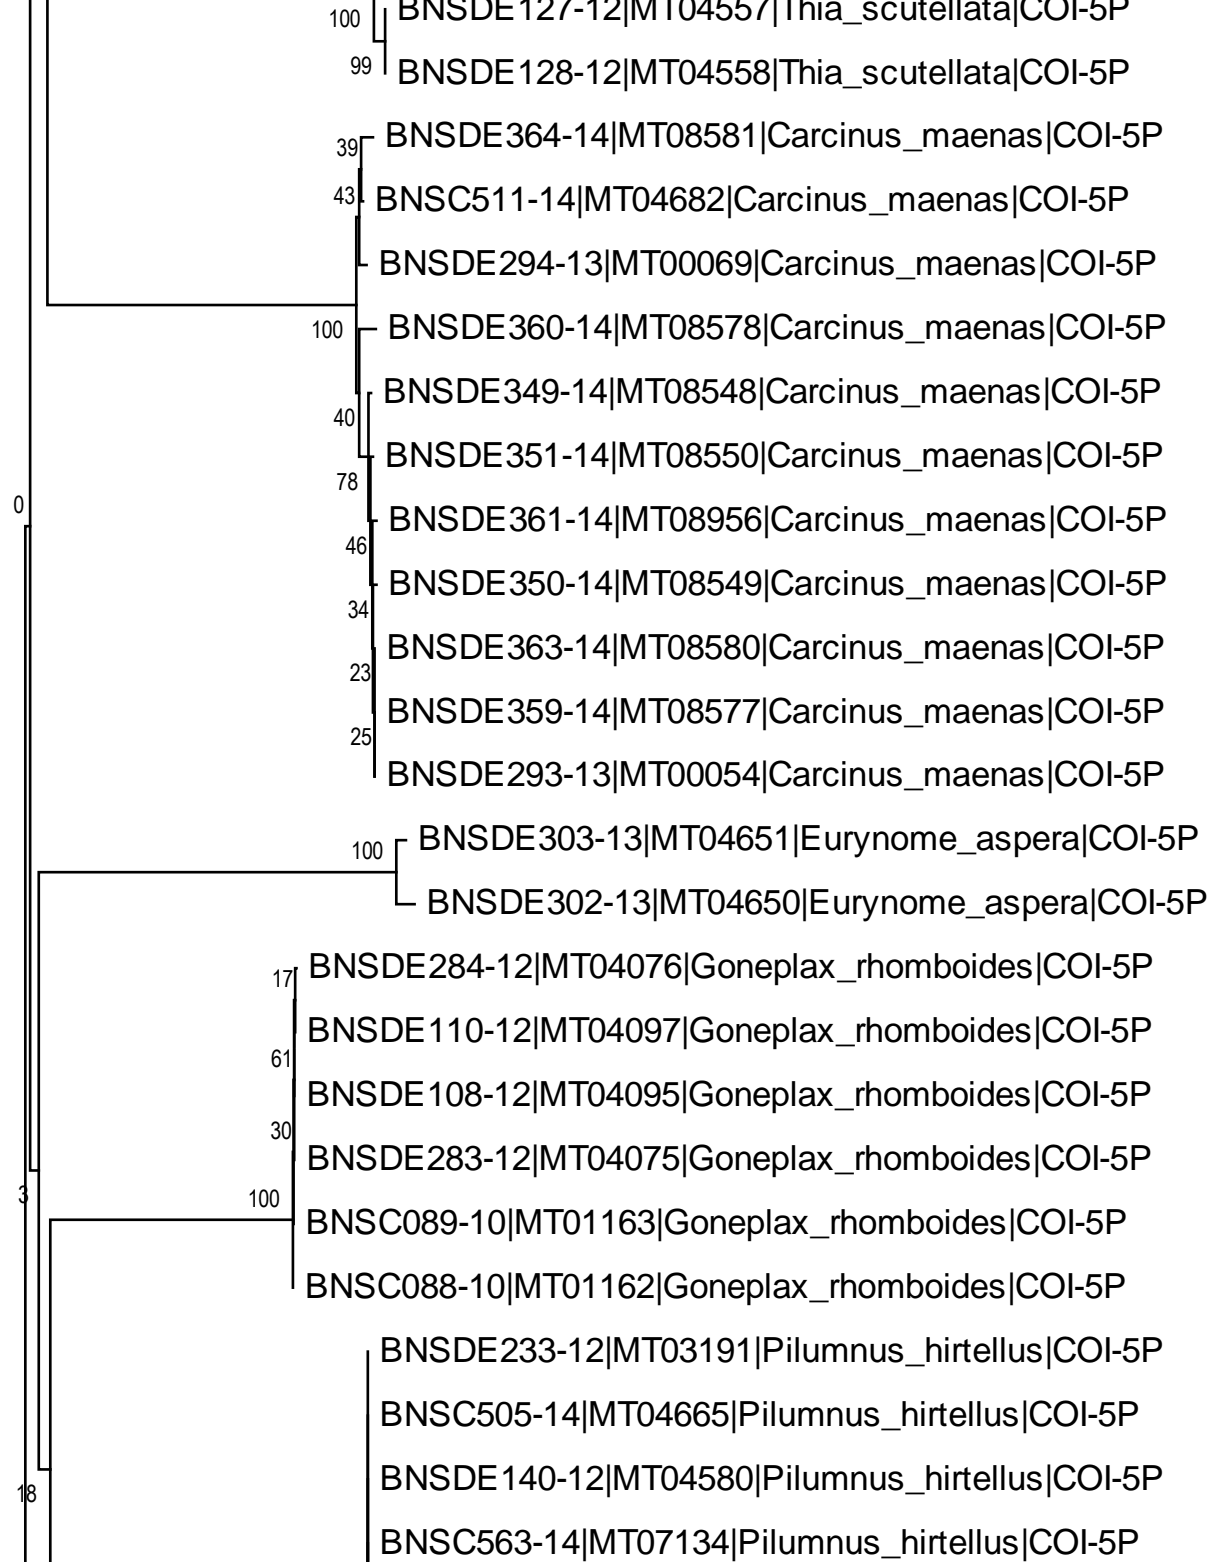 BNSDE127-12|MT04557|Thia_scutellata|COI-5P
100
99
BNSDE128-12|MT04558|Thia_scutellata|COI-5P
BNSDE364-14|MT08581|Carcinus_maenas|COI-5P
39
43
BNSC511-14|MT04682|Carcinus_maenas|COI-5P
BNSDE294-13|MT00069|Carcinus_maenas|COI-5P
100
BNSDE360-14|MT08578|Carcinus_maenas|COI-5P
BNSDE349-14|MT08548|Carcinus_maenas|COI-5P
40
BNSDE351-14|MT08550|Carcinus_maenas|COI-5P
78
0
BNSDE361-14|MT08956|Carcinus_maenas|COI-5P
46
BNSDE350-14|MT08549|Carcinus_maenas|COI-5P
34
BNSDE363-14|MT08580|Carcinus_maenas|COI-5P
23
BNSDE359-14|MT08577|Carcinus_maenas|COI-5P
25
BNSDE293-13|MT00054|Carcinus_maenas|COI-5P
BNSDE303-13|MT04651|Eurynome_aspera|COI-5P
100
BNSDE302-13|MT04650|Eurynome_aspera|COI-5P
BNSDE284-12|MT04076|Goneplax_rhomboides|COI-5P
17
BNSDE110-12|MT04097|Goneplax_rhomboides|COI-5P
61
BNSDE108-12|MT04095|Goneplax_rhomboides|COI-5P
30
BNSDE283-12|MT04075|Goneplax_rhomboides|COI-5P
3
100
BNSC089-10|MT01163|Goneplax_rhomboides|COI-5P
BNSC088-10|MT01162|Goneplax_rhomboides|COI-5P
BNSDE233-12|MT03191|Pilumnus_hirtellus|COI-5P
BNSC505-14|MT04665|Pilumnus_hirtellus|COI-5P
BNSDE140-12|MT04580|Pilumnus_hirtellus|COI-5P
18
BNSC563-14|MT07134|Pilumnus_hirtellus|COI-5P